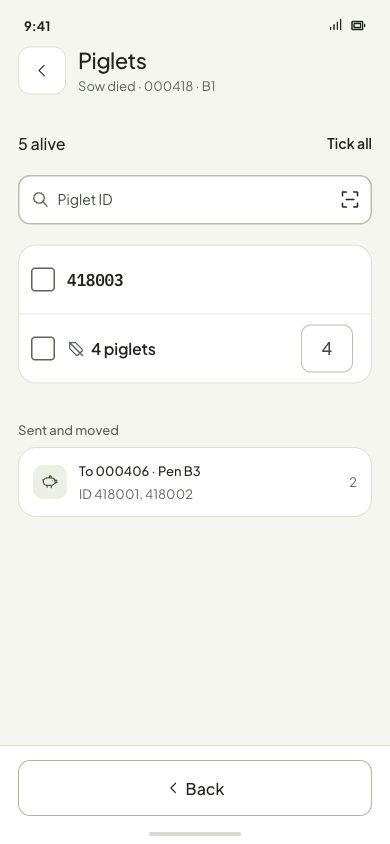 9:41
Piglets
Sow died · 000418 · B1
5 alive
Tick all
Piglet ID
418003
4 piglets
4
Sent and moved
To 000406 · Pen B3
ID 418001, 418002
2
Back